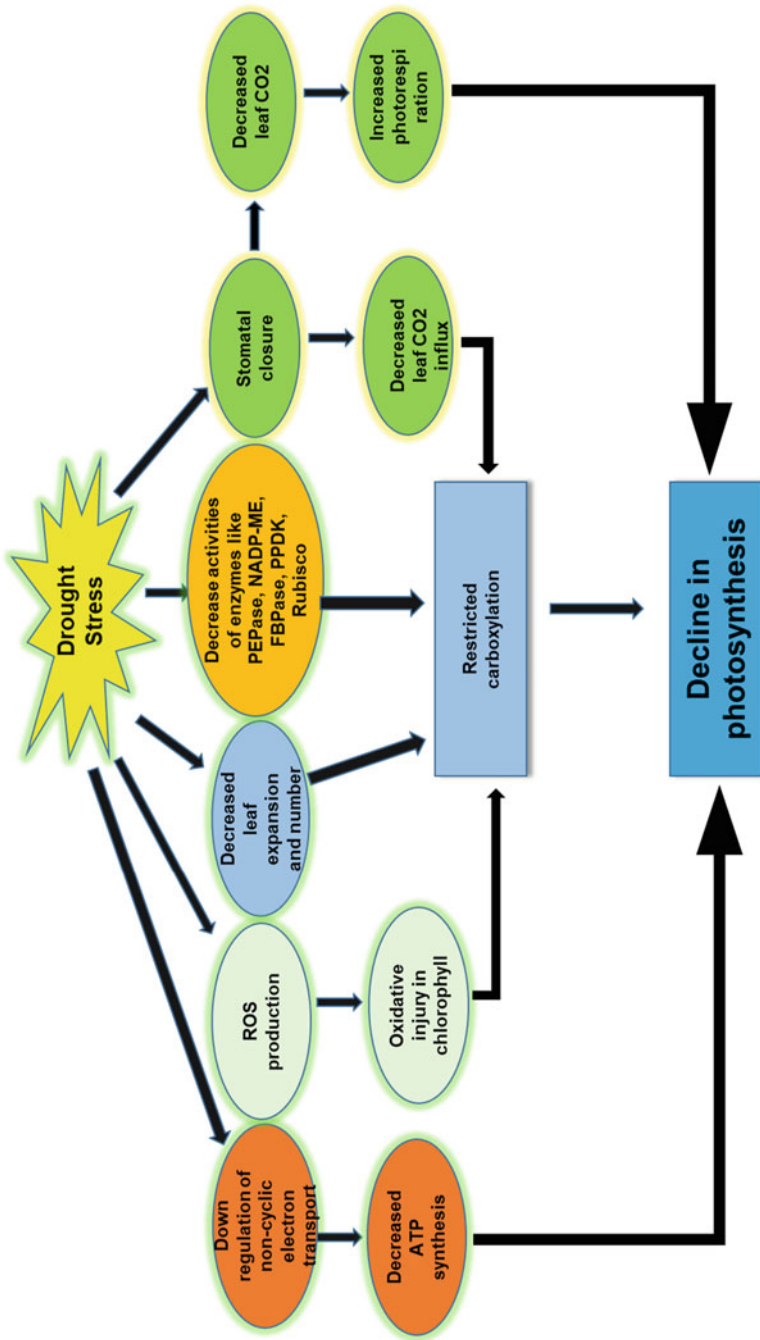 Drought
Stress
Down
regulation of
non-cyclic
electron
transport
ROS
production
Decreased
leaf
expansion
and number
Decrease activities
of enzymes like
PEPase, NADP-ME,
FBPase, PPDK,
Rubisco
Stomatal
closure
Decreased
leaf CO2
Decreased
ATP
synthesis
Oxidative
injury in
chlorophyll
Decreased
leaf CO2
influx
Increased
photorespi
ration
Restricted
carboxylation
Decline in
photosynthesis